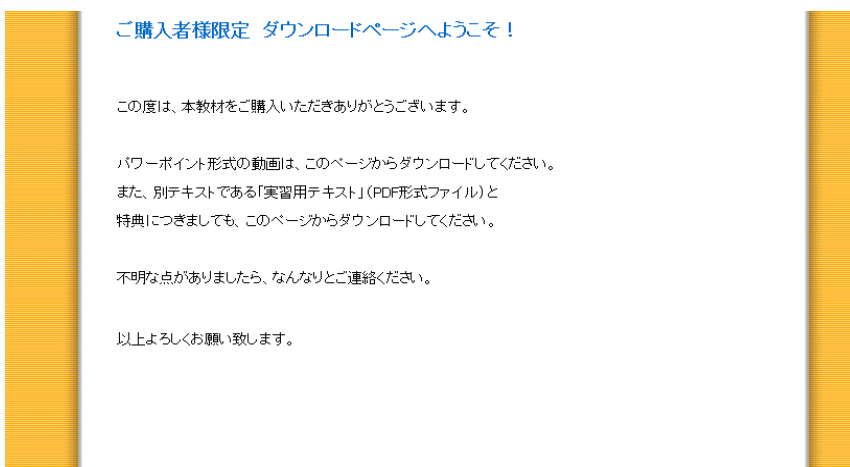 ご購入者様限定 ダウンロードページへようこそ！
この度は、本教材をご購入いただきありがとうございます。
パワーポイント形式の動画は、このページからダウンロードしてください。
また、別テキストである「実習用テキスト」（PDF形式ファイル）と
特典につきましても、このページからダウンロードしてください。
不明な点がありましたら、なんなりとご連絡ください。
以上よろしくお願い致します。